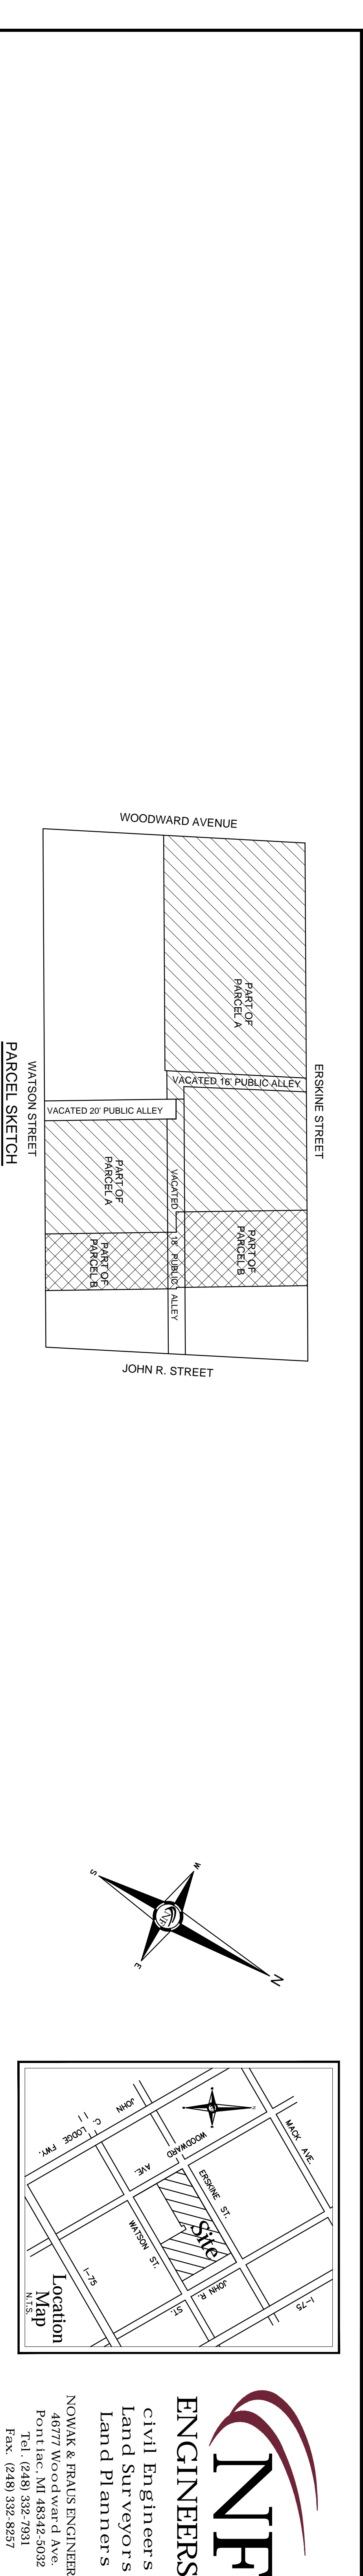 WOODWARD AVENUE
ERSKINE STREET
PART OF
PARCEL A
VACATED 16' PUBLIC ALLEY
VACATED 20' PUBLIC ALLEY
VACATED 18' PUBLIC ALLEY
PART OF
PARCEL B
PART OF
PARCEL A
PART OF
PARCEL B
WATSON STREET
JOHN R. STREET
PARCEL SKETCH
N
W
E
S
NF
MACK AVE.
I-75
ERSKINE ST.
WOODWARD AVE.
JOHN C. LODGE FWY.
Site
JOHN R. ST.
WATSON ST.
I-75
N
Location
Map
N.T.S.
NF
ENGINEERS
civil Engineers
Land Surveyors
Land Planners
NOWAK & FRAUS ENGINEER
46777 Woodward Ave.
Pontiac, MI 48342-5032
Tel. (248) 332-7931
Fax. (248) 332-8257